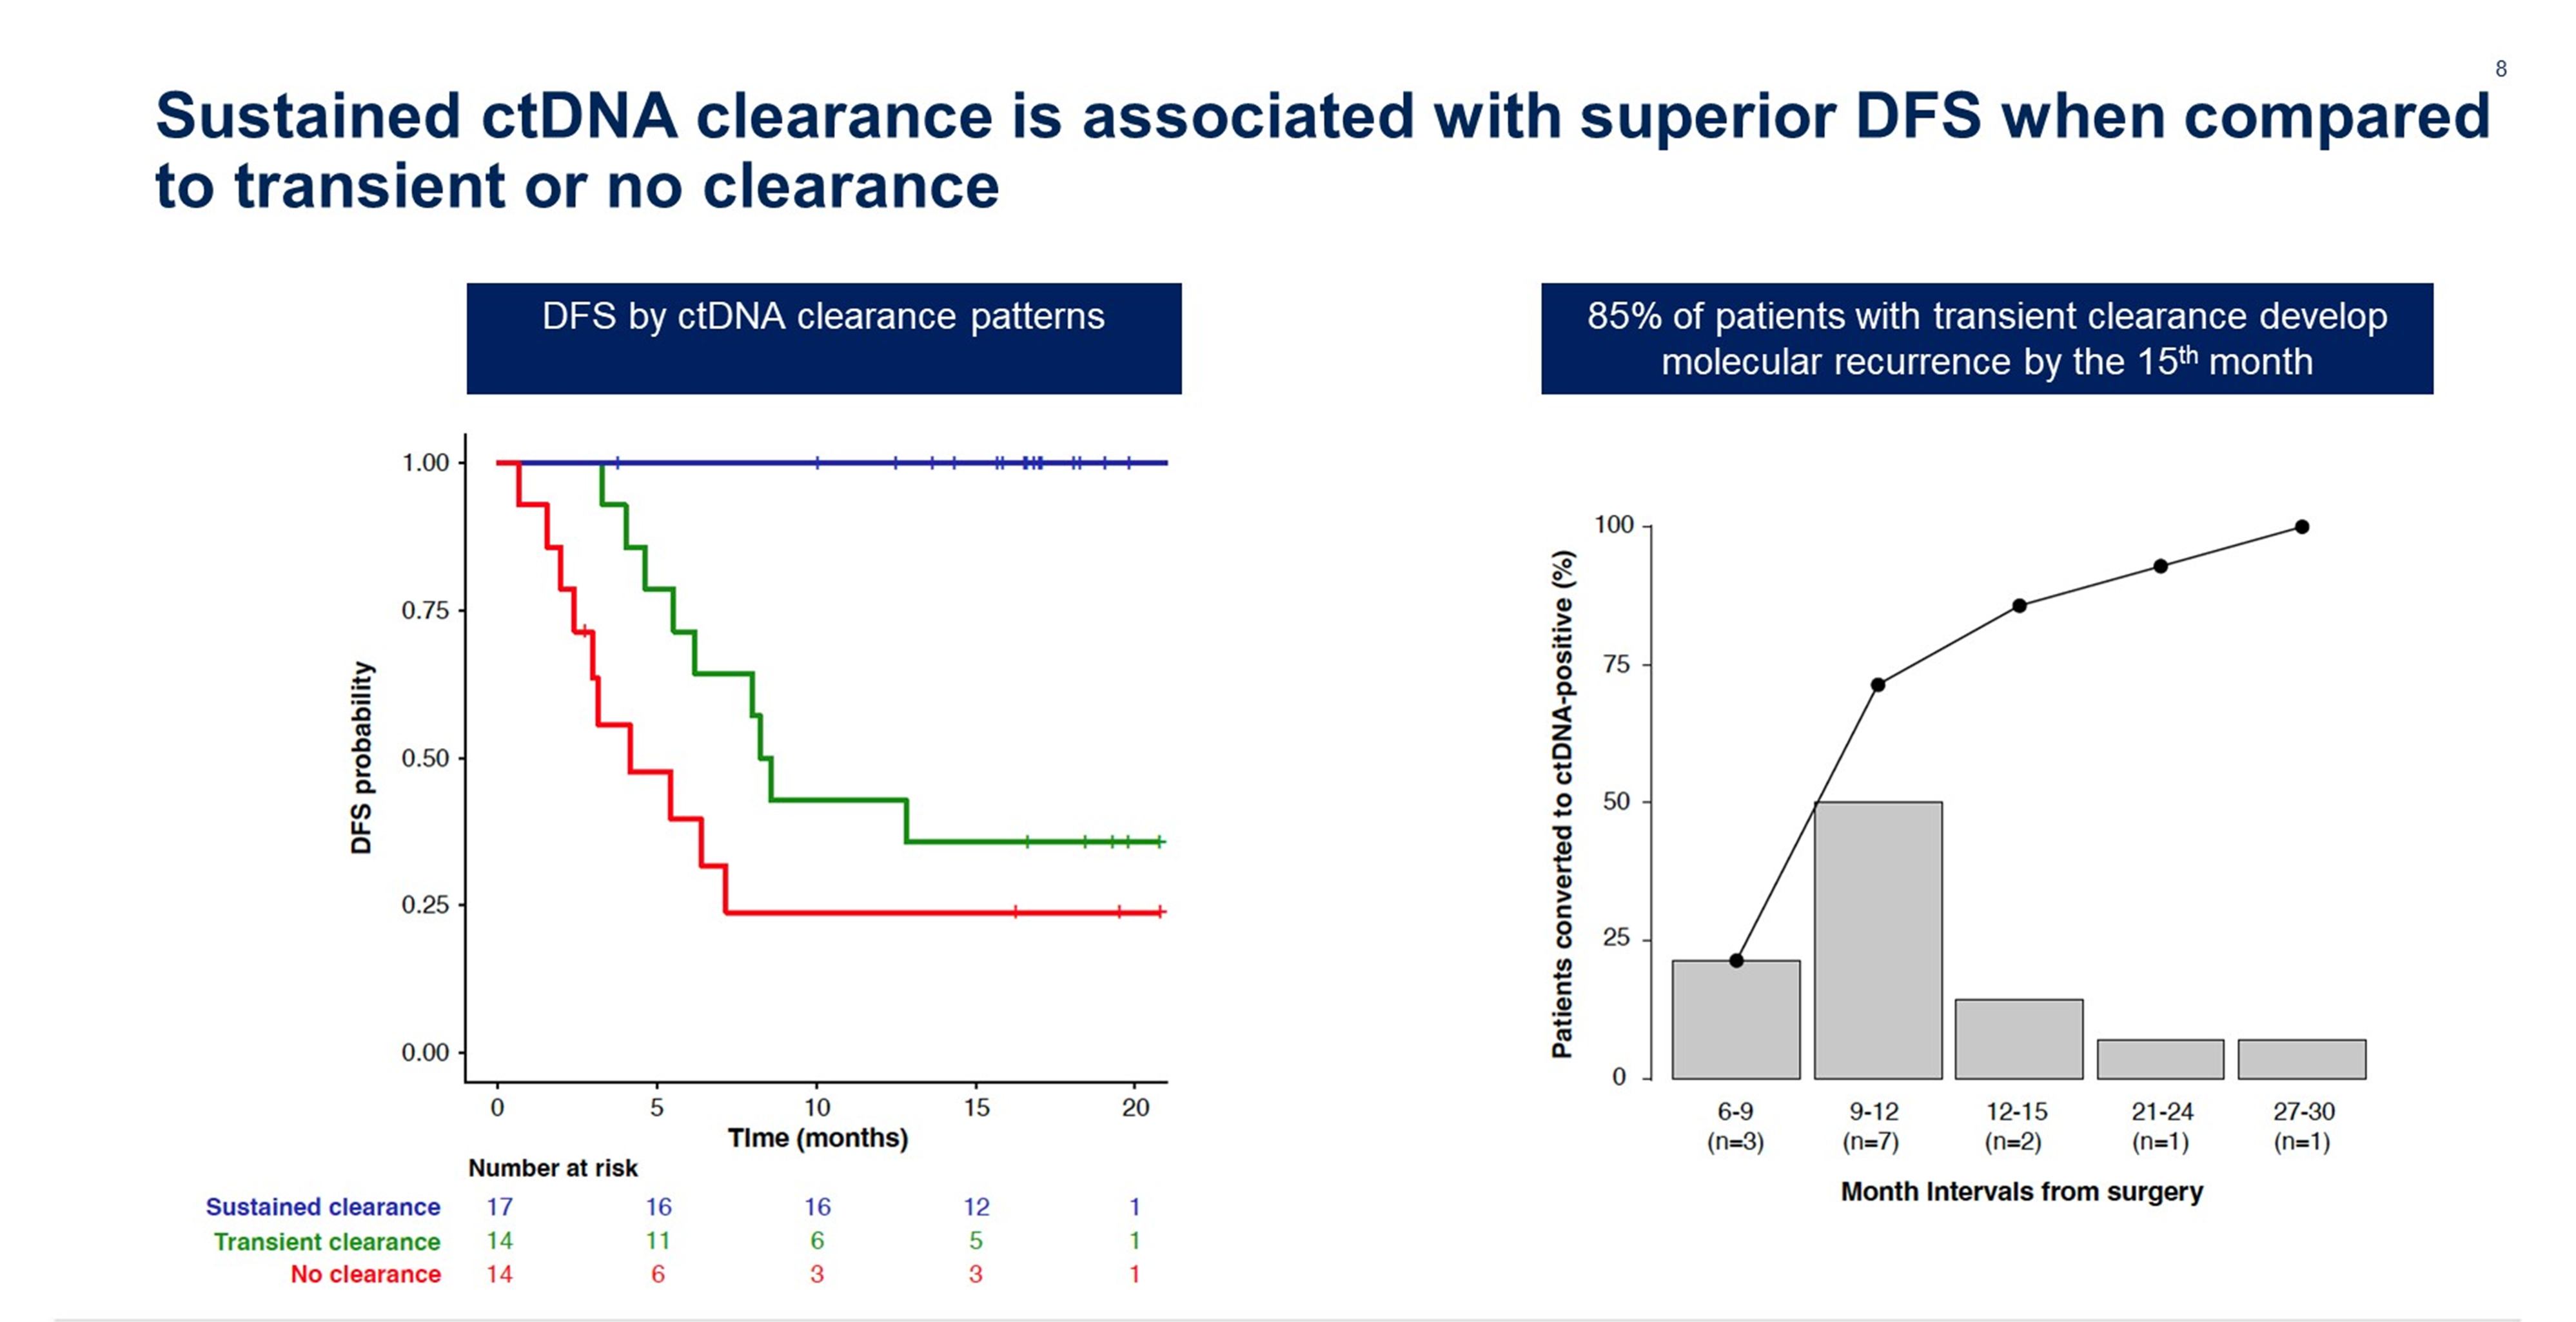 8
Sustained ctDNA clearance is associated with superior DFS when compared
to transient or no clearance
DFS by ctDNA clearance patterns
1.00
0.75
0.50
0.25
0.00
DFS probability
0 5 10 15 20
TIme (months)
Number at risk
Sustained clearance 17 16 16 12 1
Transient clearance 14 11 6 5 1
No clearance 14 6 3 3 1
85% of patients with transient clearance develop
molecular recurrence by the 15th month
100
75
50
25
0
Patients converted to ctDNA-positive (%)
6-9 9-12 12-15 21-24 27-30
(n=3) (n=7) (n=2) (n=1) (n=1)
Month Intervals from surgery